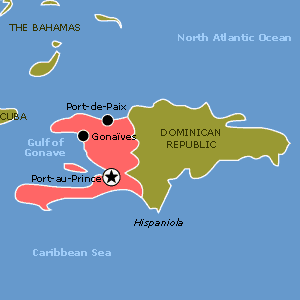 THE BAHAMAS
North Atlantic Ocean
Port-de-Paix
CUBA
Gonaïves
DOMINICAN
REPUBLIC
Gulf of
Gonave
Port-au-Prince
Hispaniola
Caribbean Sea